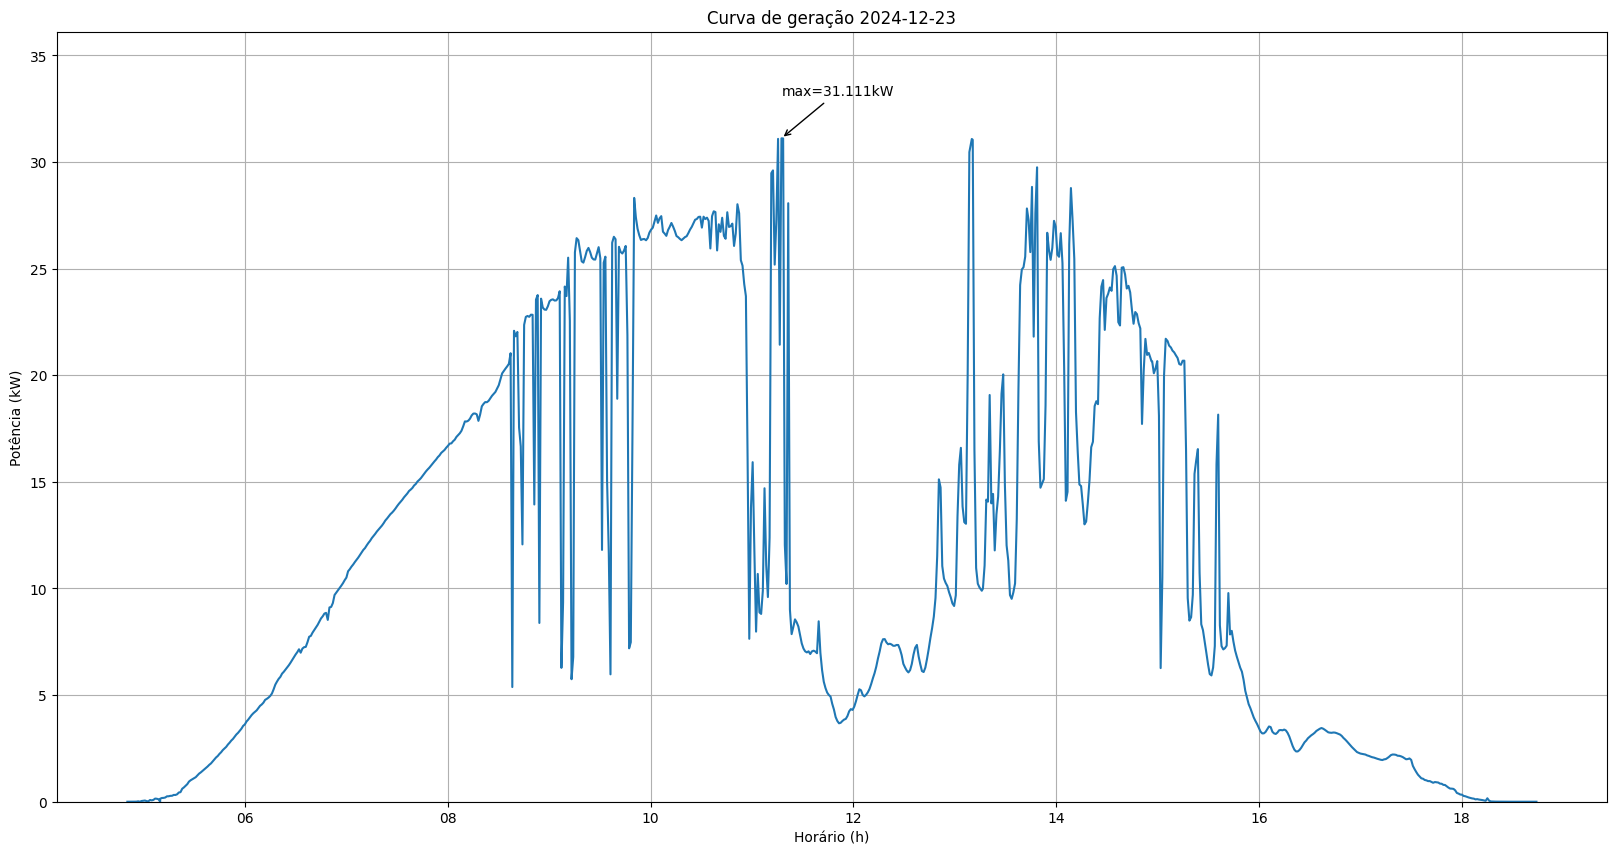 Curva de geração 2024-12-23
35
max=31.111kW
30
25
20
Potência (kW)
15
10
5
0
06 08 10 12 14 16 18
Horário (h)